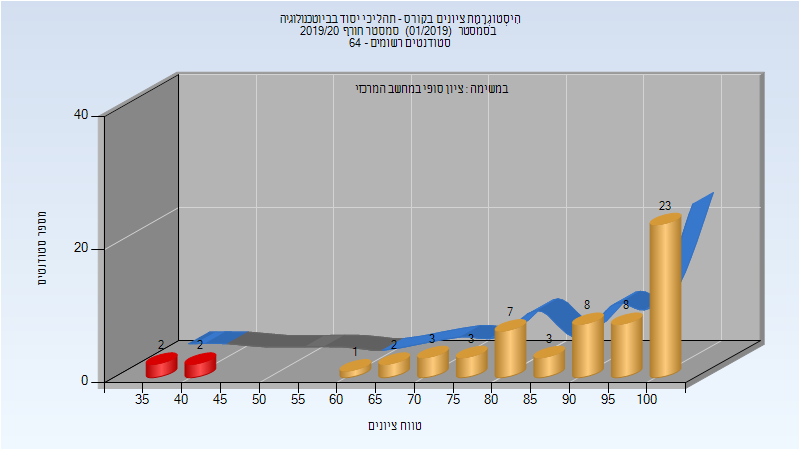 היסטוגרמת ציונים בקורס - תהליכי יסוד בביוטכנולוגיה
בסמסטר (01/2019) סמסטר חורף 2019/20
סטודנטים רשומים - 64
במשימה : ציון סופי במחשב המרכזי
מספר סטודנטים
40
20
0
2 2 1 2 3 3 7 3 8 8 23
35 40 45 50 55 60 65 70 75 80 85 90 95 100
טווח ציונים